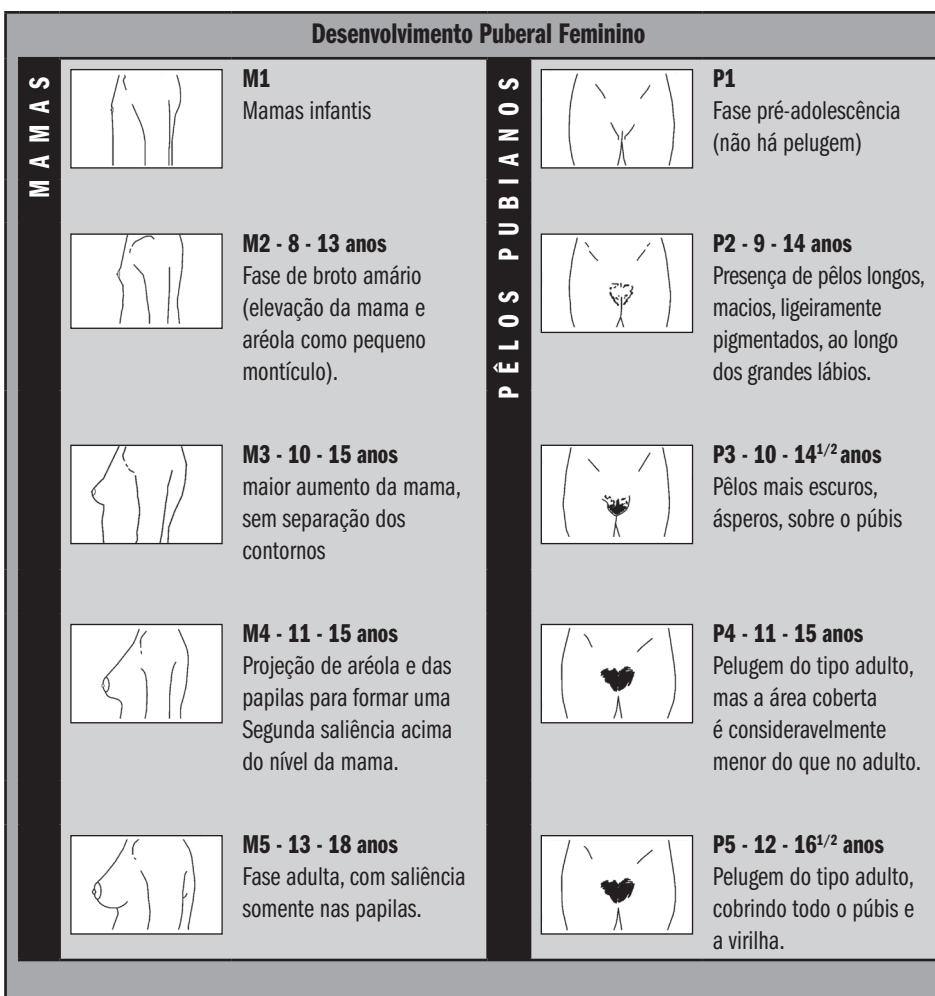 Desenvolvimento Puberal Feminino
MAMAS
M1
Mamas infantis
M2 - 8 - 13 anos
Fase de broto amário
(elevação da mama e
aréola como pequeno
montículo).
M3 - 10 - 15 anos
maior aumento da mama,
sem separação dos
contornos
M4 - 11 - 15 anos
Projeção de aréola e das
papilas para formar uma
Segunda saliência acima
do nível da mama.
M5 - 13 - 18 anos
Fase adulta, com saliência
somente nas papilas.
PÊLOS PUBIANOS
P1
Fase pré-adolescência
(não há pelugem)
P2 - 9 - 14 anos
Presença de pêlos longos,
macios, ligeiramente
pigmentados, ao longo
dos grandes lábios.
P3 - 10 - 14 1/2 anos
Pêlos mais escuros,
ásperos, sobre o púbis
P4 - 11 - 15 anos
Pelugem do tipo adulto,
mas a área coberta
é consideravelmente
menor do que no adulto.
P5 - 12 - 16 1/2 anos
Pelugem do tipo adulto,
cobrindo todo o púbis e
a virilha.